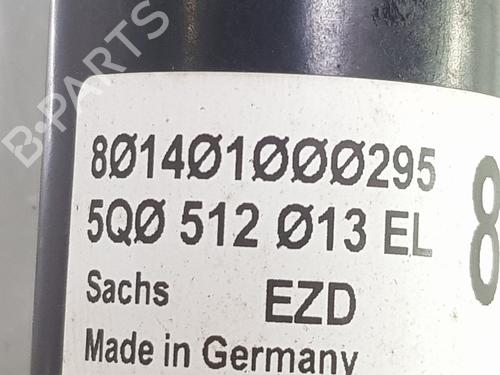 B-PARTS
8Ø14Ø1ØØØ295
5QØ 512 Ø13 EL
8
Sachs EZD
Made in Germany